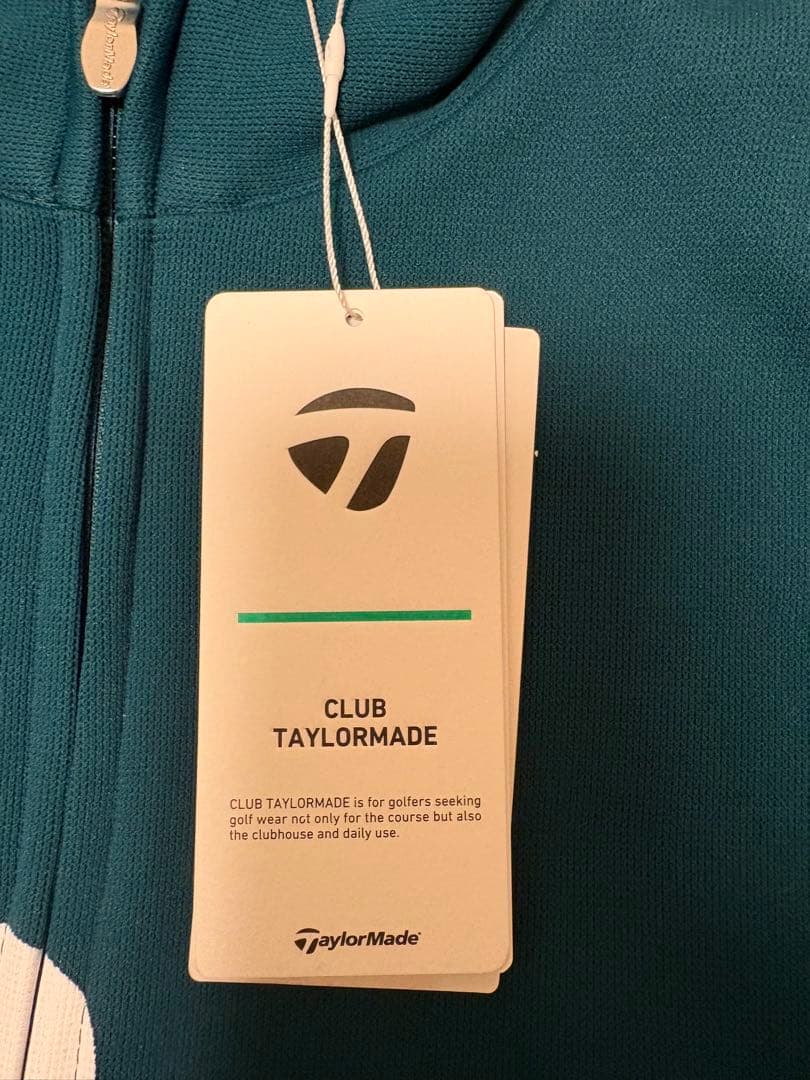 TaylorMade
CLUB
TAYLORMADE
CLUB TAYLORMADE is for golfers seeking
golf wear not only for the course but also
the clubhouse and daily use.
TaylorMade